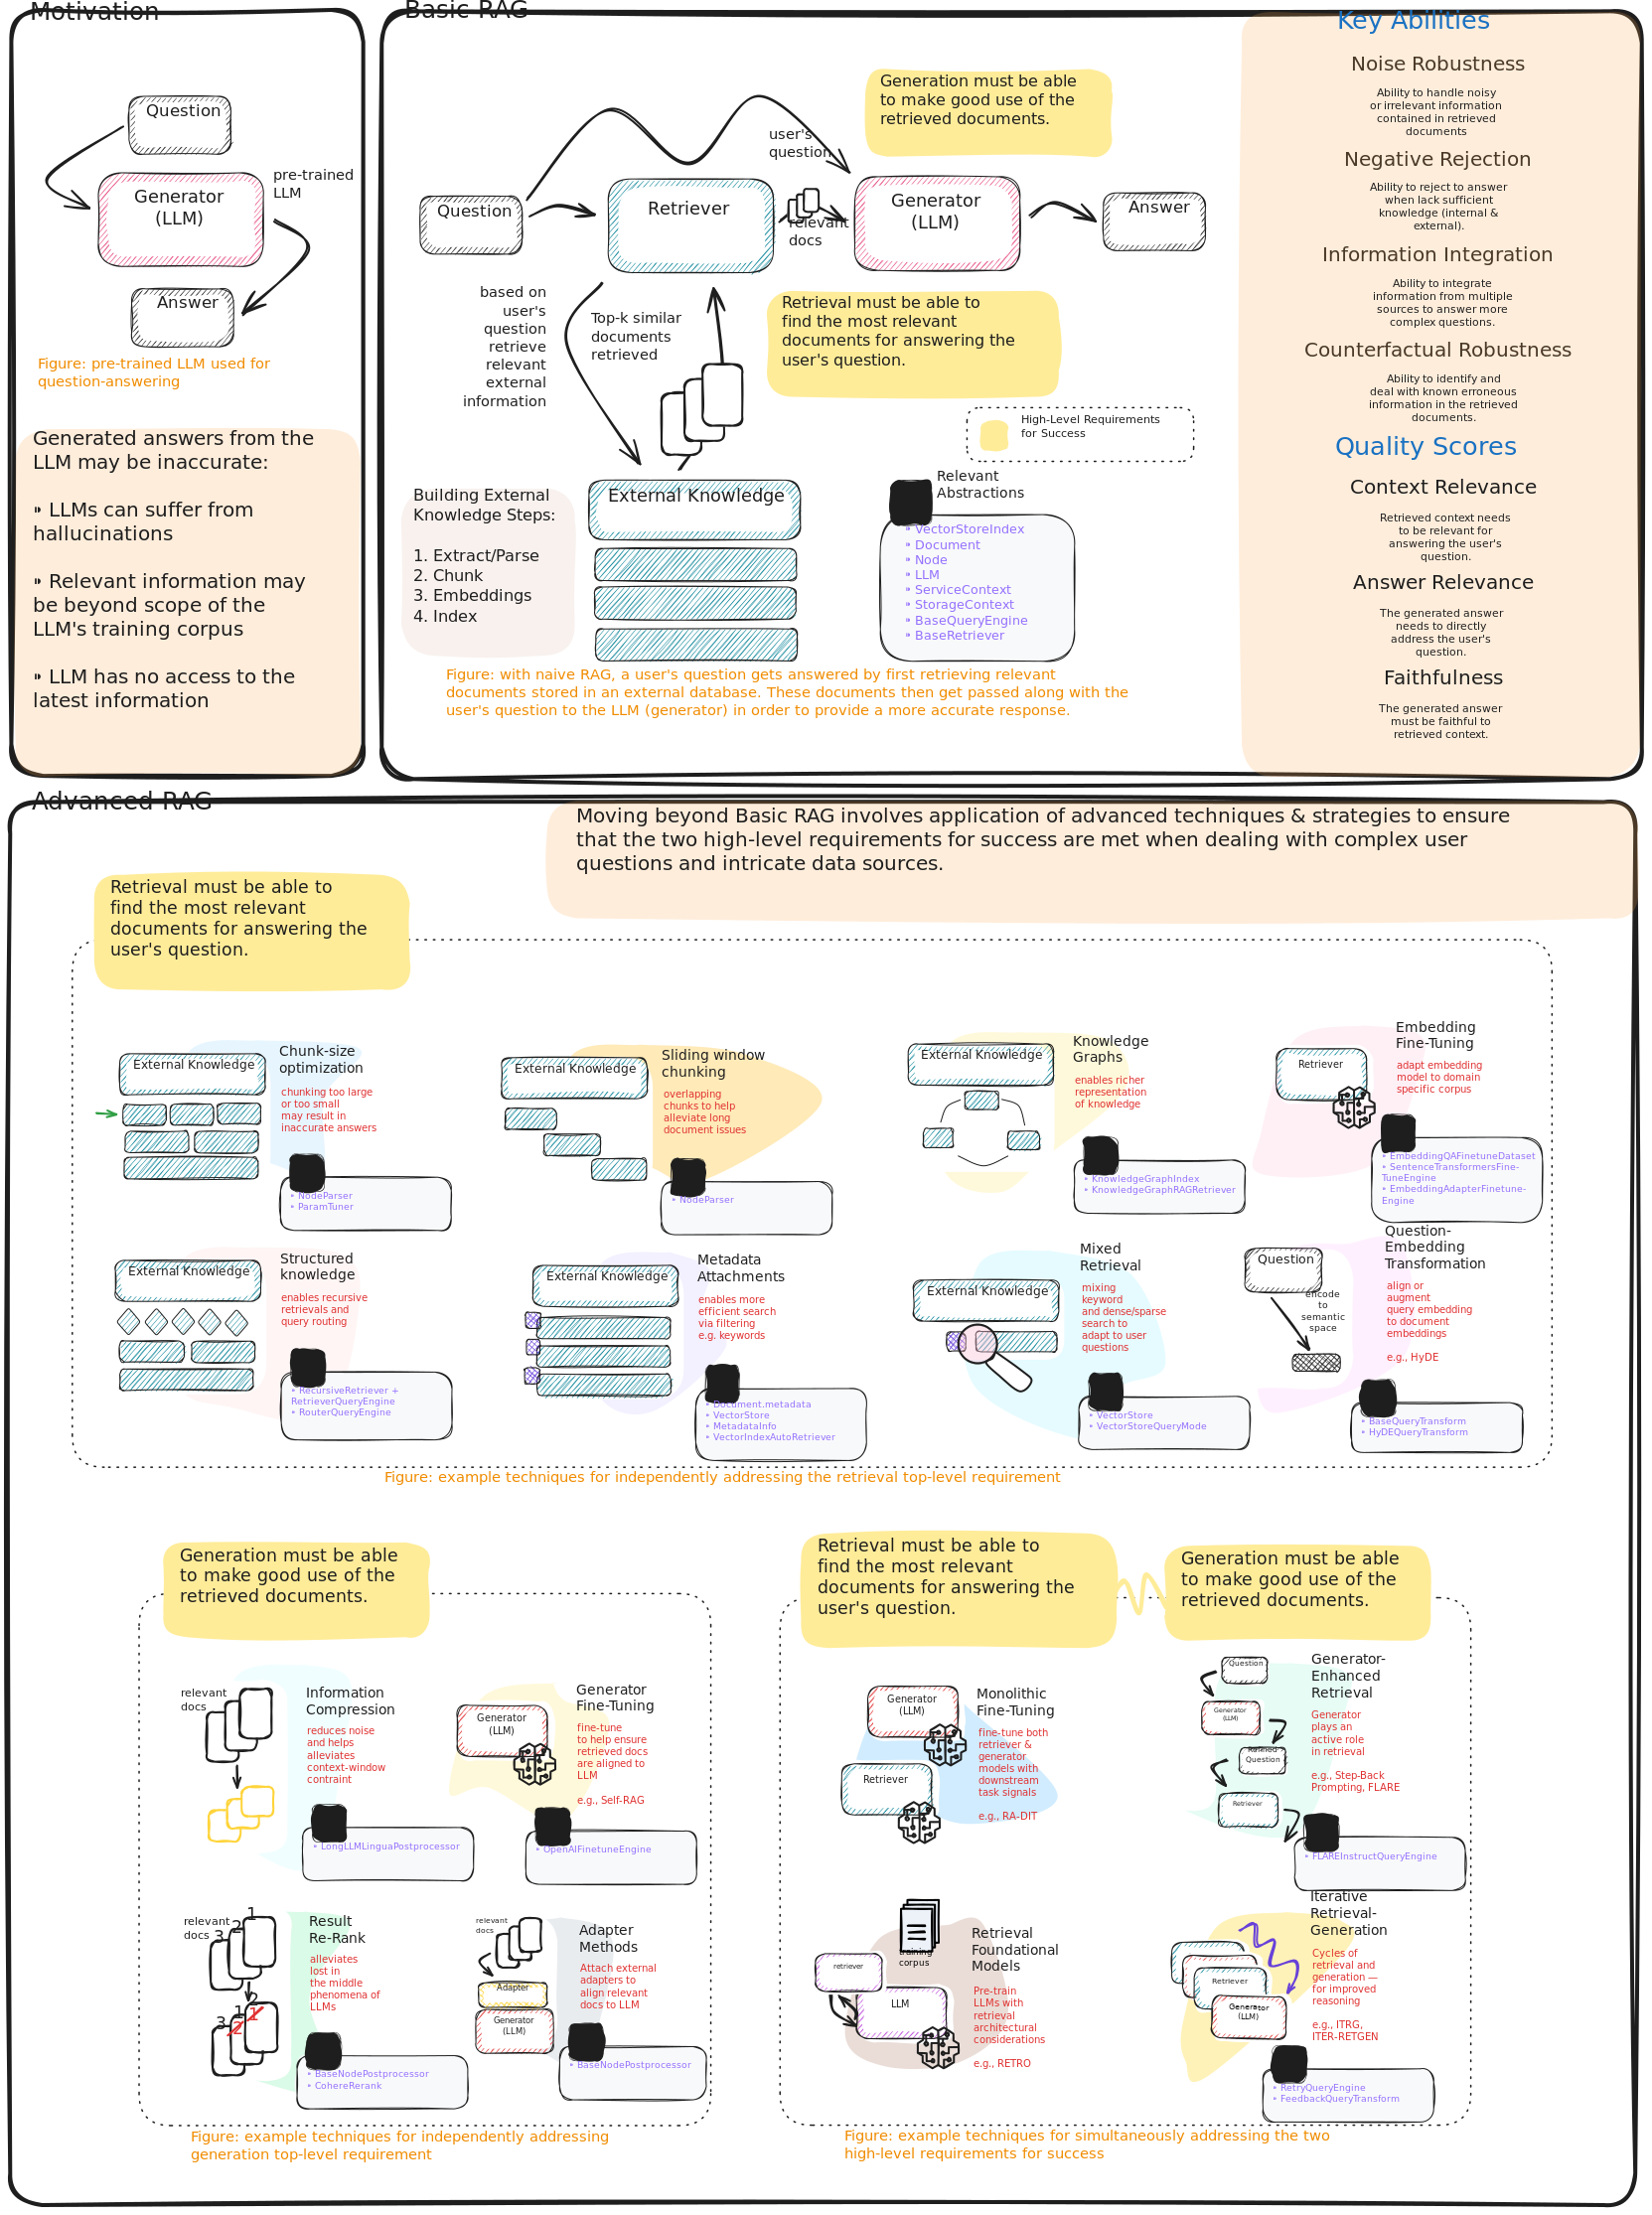 Motivation
Question
Generator
(LLM)
pre-trained
LLM
Answer
Figure: pre-trained LLM used for
question-answering
Generated answers from the
LLM may be inaccurate:
⁍ LLMs can suffer from
hallucinations
⁍ Relevant information may
be beyond scope of the
LLM's training corpus
⁍ LLM has no access to the
latest information
Basic RAG
Generation must be able
to make good use of the
retrieved documents.
user's
question
Question
Retriever
relevant
docs
Generator
(LLM)
Answer
based on
user's
question
retrieve
relevant
external
information
Top-k similar
documents
retrieved
Retrieval must be able to
find the most relevant
documents for answering the
user's question.
High-Level Requirements
for Success
Building External
Knowledge Steps:
1. Extract/Parse
2. Chunk
3. Embeddings
4. Index
External Knowledge
Relevant
Abstractions
⁍ VectorStoreIndex
⁍ Document
⁍ Node
⁍ LLM
⁍ ServiceContext
⁍ StorageContext
⁍ BaseQueryEngine
⁍ BaseRetriever
Figure: with naive RAG, a user's question gets answered by first retrieving relevant
documents stored in an external database. These documents then get passed along with the
user's question to the LLM (generator) in order to provide a more accurate response.
Key Abilities
Noise Robustness
Ability to handle noisy
or irrelevant information
contained in retrieved
documents
Negative Rejection
Ability to reject to answer
when lack sufficient
knowledge (internal &
external).
Information Integration
Ability to integrate
information from multiple
sources to answer more
complex questions.
Counterfactual Robustness
Ability to identify and
deal with known erroneous
information in the retrieved
documents.
Quality Scores
Context Relevance
Retrieved context needs
to be relevant for
answering the user's
question.
Answer Relevance
The generated answer
needs to directly
address the user's
question.
Faithfulness
The generated answer
must be faithful to
retrieved context.
Advanced RAG
Moving beyond Basic RAG involves application of advanced techniques & strategies to ensure
that the two high-level requirements for success are met when dealing with complex user
questions and intricate data sources.
Retrieval must be able to
find the most relevant
documents for answering the
user's question.
External Knowledge
Chunk-size
optimization
chunking too large
or too small
may result in
inaccurate answers
• NodeParser
• ParamTuner
External Knowledge
Sliding window
chunking
overlapping
chunks to help
alleviate long
document issues
• NodeParser
External Knowledge
Knowledge
Graphs
enables richer
representation
of knowledge
• KnowledgeGraphIndex
• KnowledgeGraphRAGRetriever
Retriever
Embedding
Fine-Tuning
adapt embedding
model to domain
specific corpus
• EmbeddingQAFinetuneDataset
• SentenceTransformersFine-
TuneEngine
• EmbeddingAdapterFinetune-
Engine
External Knowledge
Structured
knowledge
enables recursive
retrievals and
query routing
• RecursiveRetriever +
RetrieverQueryEngine
• RouterQueryEngine
External Knowledge
Metadata
Attachments
enables more
efficient search
via filtering
e.g. keywords
• Document.metadata
• VectorStore
• MetadataInfo
• VectorIndexAutoRetriever
External Knowledge
Mixed
Retrieval
mixing
keyword
and dense/sparse
search to
adapt to user
questions
• VectorStore
• VectorStoreQueryMode
Question
encode
to
semantic
space
Question-
Embedding
Transformation
align or
augment
query embedding
to document
embeddings
e.g., HyDE
• BaseQueryTransform
• HyDEQueryTransform
Figure: example techniques for independently addressing the retrieval top-level requirement
Generation must be able
to make good use of the
retrieved documents.
relevant
docs
Information
Compression
reduces noise
and helps
alleviates
context-window
contraint
• LongLLMLinguaPostprocessor
Generator
(LLM)
Generator
Fine-Tuning
fine-tune
to help ensure
retrieved docs
are aligned to
LLM
e.g., Self-RAG
• OpenAIFinetuneEngine
relevant
docs
3
2
1
3
1
2
2
1
Result
Re-Rank
alleviates
lost in
the middle
phenomena of
LLMs
• BaseNodePostprocessor
• CohereRerank
relevant
docs
Adapter
Generator
(LLM)
Adapter
Methods
Attach external
adapters to
align relevant
docs to LLM
• BaseNodePostprocessor
Figure: example techniques for independently addressing
generation top-level requirement
Retrieval must be able to
find the most relevant
documents for answering the
user's question.
Generation must be able
to make good use of the
retrieved documents.
Generator
(LLM)
Retriever
Monolithic
Fine-Tuning
fine-tune both
retriever &
generator
models with
downstream
task signals
e.g., RA-DIT
Question
Generator
(LLM)
Refined
Question
Retriever
Generator-
Enhanced
Retrieval
Generator
plays an
active role
in retrieval
e.g., Step-Back
Prompting, FLARE
• FLAREInstructQueryEngine
training
corpus
retriever
LLM
Retrieval
Foundational
Models
Pre-train
LLMs with
retrieval
architectural
considerations
e.g., RETRO
Retriever
Generator
(LLM)
Iterative
Retrieval-
Generation
Cycles of
retrieval and
generation —
for improved
reasoning
e.g., ITRG,
ITER-RETGEN
• RetryQueryEngine
• FeedbackQueryTransform
Figure: example techniques for simultaneously addressing the two
high-level requirements for success